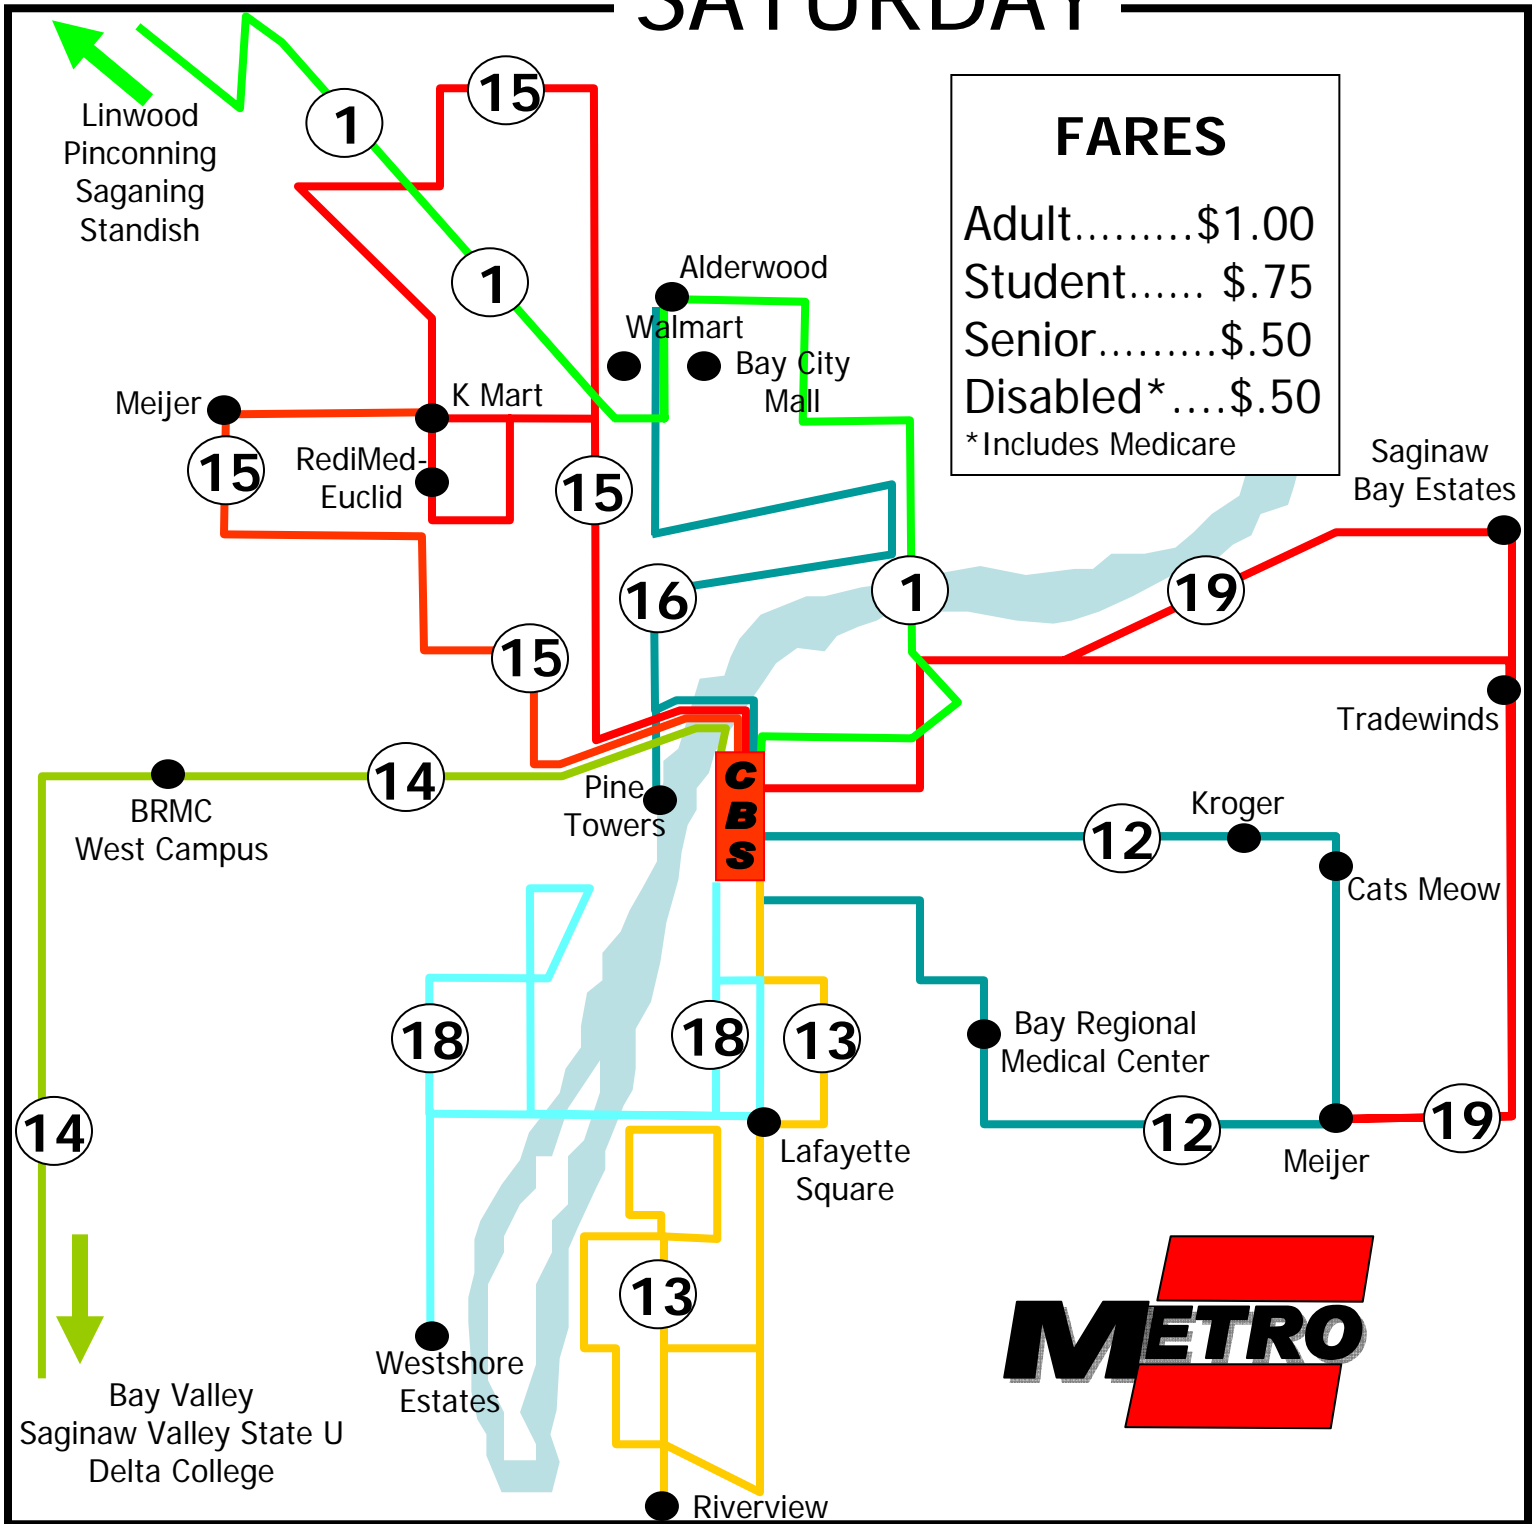 SATURDAY
Linwood
Pinconning
Saganing
Standish
1
15
FARES
Adult.........$1.00
Student...... $.75
Senior.........$.50
Disabled*....$.50
*Includes Medicare
1
Alderwood
Walmart
Bay City
Mall
Meijer
K Mart
15
RediMed-
Euclid
15
Saginaw
Bay Estates
16
1
19
15
Tradewinds
14
BRMC
West Campus
Pine
Towers
C
B
S
12
Kroger
Cats Meow
18
18
13
Bay Regional
Medical Center
14
12
19
Meijer
Lafayette
Square
13
METRO
Westshore
Estates
Bay Valley
Saginaw Valley State U
Delta College
Riverview